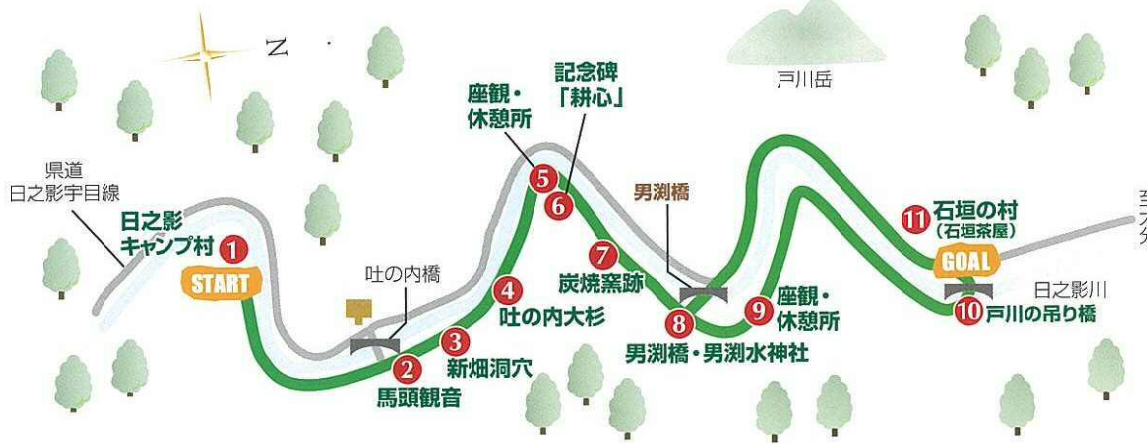 N
戸川岳
記念碑
「耕心」
座観・
休憩所
県道
日之影宇目線
日之影
キャンプ村
1
START
吐の内橋
2
馬頭観音
3
新畑洞穴
4
吐の内大杉
5
6
男渕橋
7
炭焼窯跡
8
男渕橋・男渕水神社
9
座観・
休憩所
11
石垣の村
（石垣茶屋）
GOAL
日之影川
10
戸川の吊り橋
至